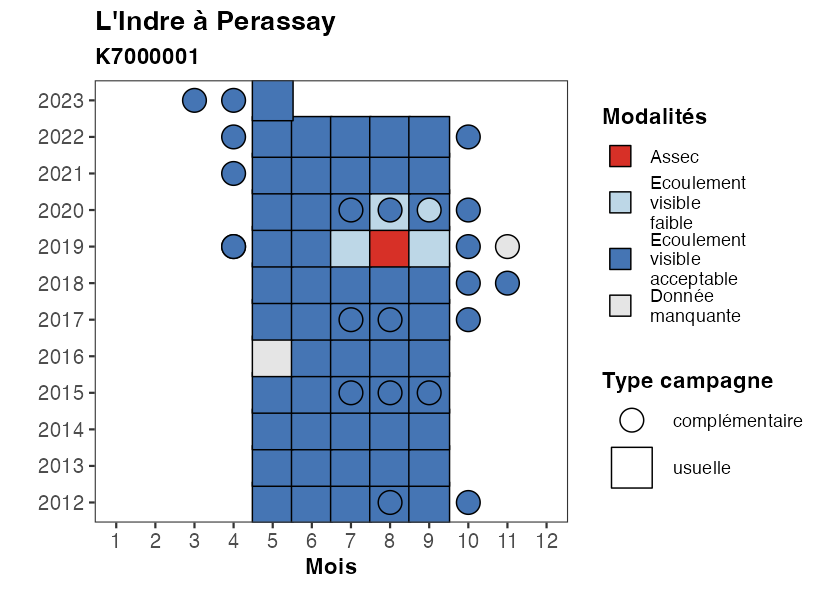 L'Indre à Perassay
K7000001
2023
2022
2021
2020
2019
2018
2017
2016
2015
2014
2013
2012
1 2 3 4 5 6 7 8 9 10 11 12
Mois
Modalités
Assec
Ecoulement
visible
faible
Ecoulement
visible
acceptable
Donnée
manquante
Type campagne
complémentaire
usuelle